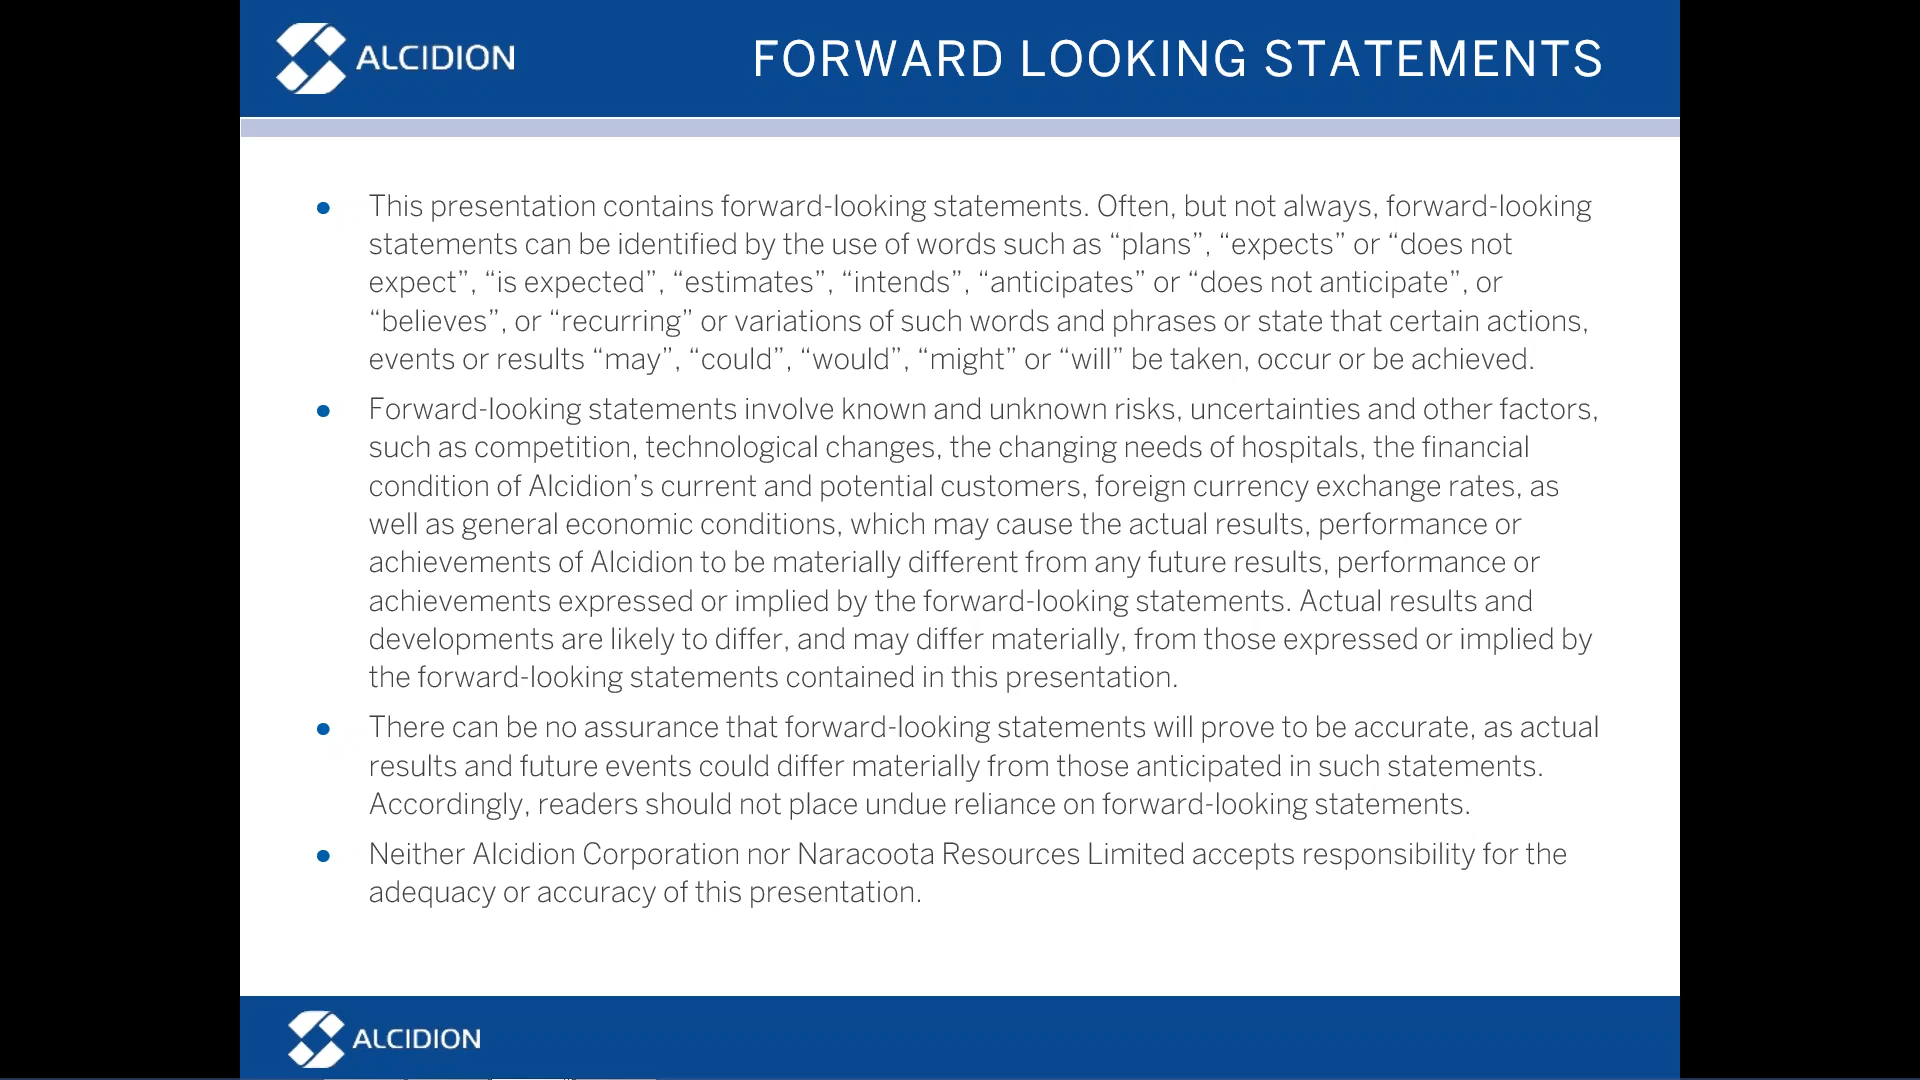 ALCIDION
FORWARD LOOKING STATEMENTS
● This presentation contains forward-looking statements. Often, but not always, forward-looking
statements can be identified by the use of words such as “plans”, “expects” or “does not
expect”, “is expected”, “estimates”, “intends”, “anticipates” or “does not anticipate”, or
“believes”, or “recurring” or variations of such words and phrases or state that certain actions,
events or results “may”, “could”, “would”, “might” or “will” be taken, occur or be achieved.
● Forward-looking statements involve known and unknown risks, uncertainties and other factors,
such as competition, technological changes, the changing needs of hospitals, the financial
condition of Alcidion’s current and potential customers, foreign currency exchange rates, as
well as general economic conditions, which may cause the actual results, performance or
achievements of Alcidion to be materially different from any future results, performance or
achievements expressed or implied by the forward-looking statements. Actual results and
developments are likely to differ, and may differ materially, from those expressed or implied by
the forward-looking statements contained in this presentation.
● There can be no assurance that forward-looking statements will prove to be accurate, as actual
results and future events could differ materially from those anticipated in such statements.
Accordingly, readers should not place undue reliance on forward-looking statements.
● Neither Alcidion Corporation nor Naracoota Resources Limited accepts responsibility for the
adequacy or accuracy of this presentation.
ALCIDION